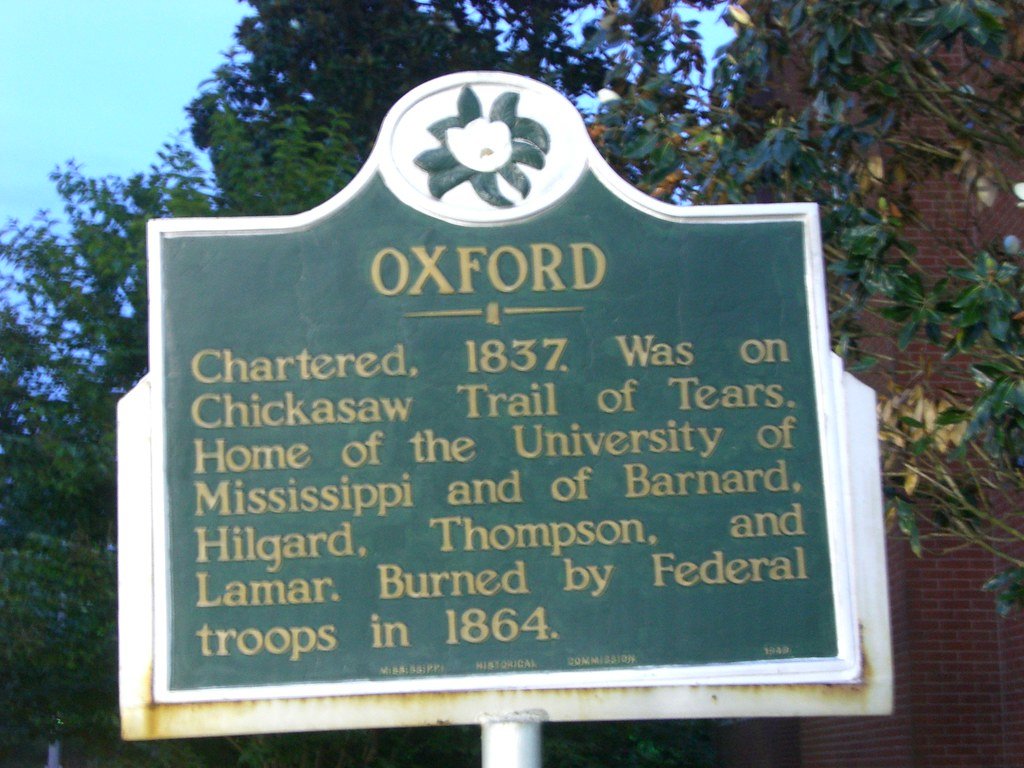 OXFORD
Chartered, 1837. Was on
Chickasaw Trail of Tears.
Home of the University of
Mississippi and of Barnard,
Hilgard, Thompson, and
Lamar. Burned by Federal
troops in 1864.
MISSISSIPPI HISTORICAL COMMISSION 1949